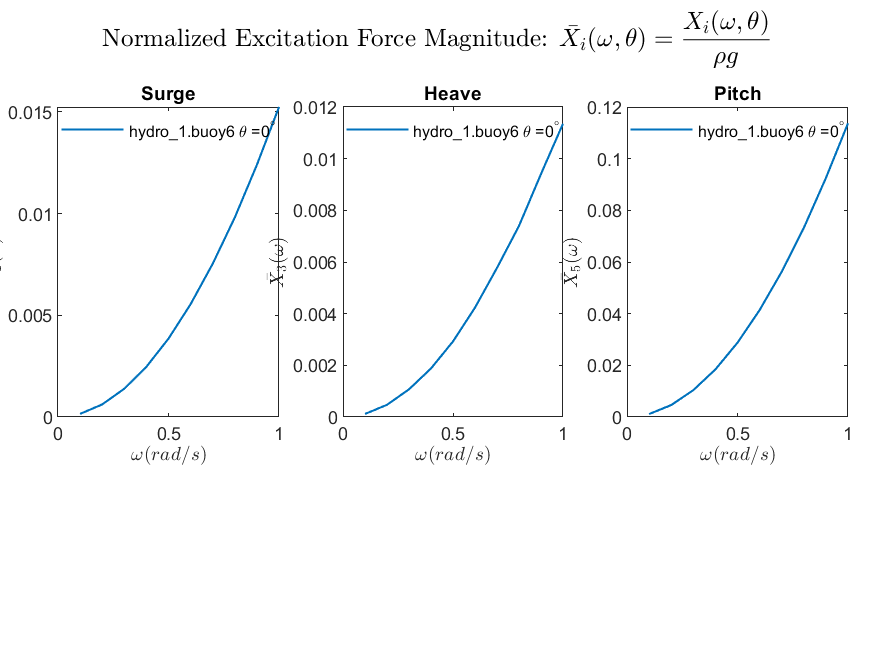 Normalized Excitation Force Magnitude: X̄ᵢ(ω, θ) = Xᵢ(ω, θ) / ρg
Surge
Heave
Pitch
hydro_1.buoy6 θ =0°
hydro_1.buoy6 θ =0°
hydro_1.buoy6 θ =0°
0.015
0.01
0.005
0
0
0.5
1
ω(rad/s)
X̄₃(ω)
0.012
0.01
0.008
0.006
0.004
0.002
0
0
0.5
1
ω(rad/s)
X̄₅(ω)
0.12
0.1
0.08
0.06
0.04
0.02
0
0
0.5
1
ω(rad/s)